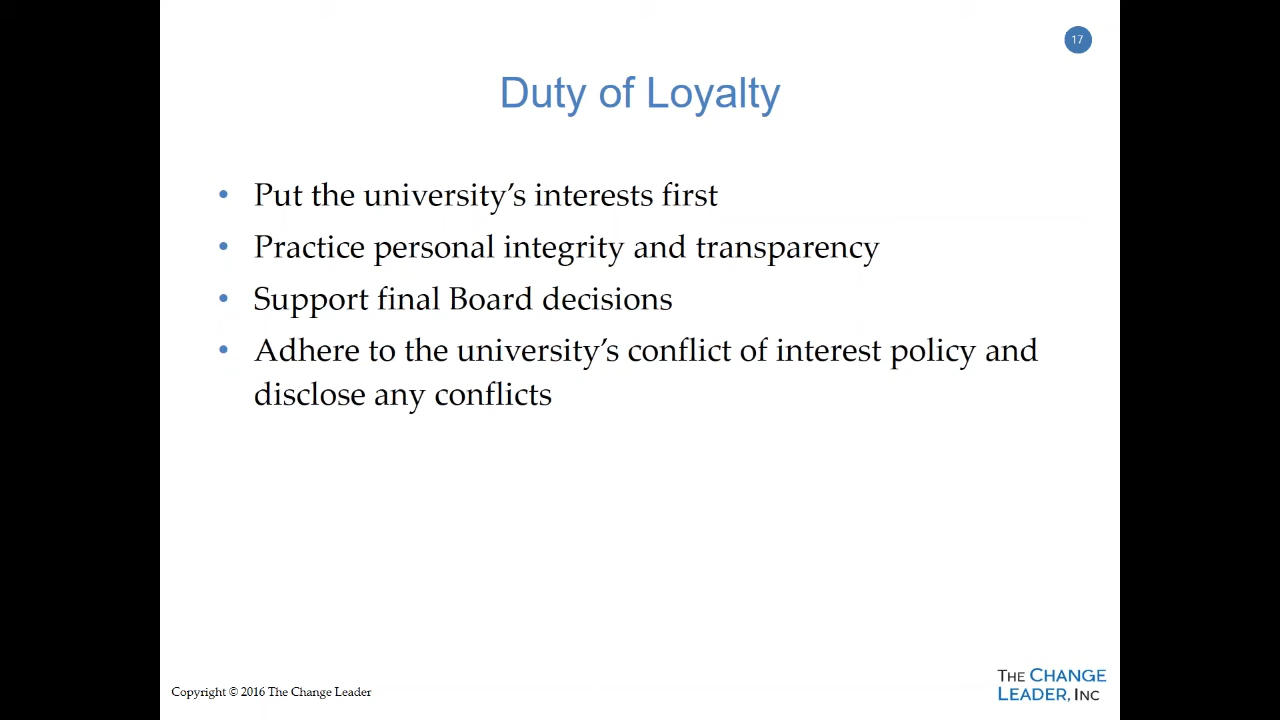 17
Duty of Loyalty
• Put the university’s interests first
• Practice personal integrity and transparency
• Support final Board decisions
• Adhere to the university’s conflict of interest policy and
disclose any conflicts
Copyright © 2016 The Change Leader
THE CHANGE
LEADER, INC